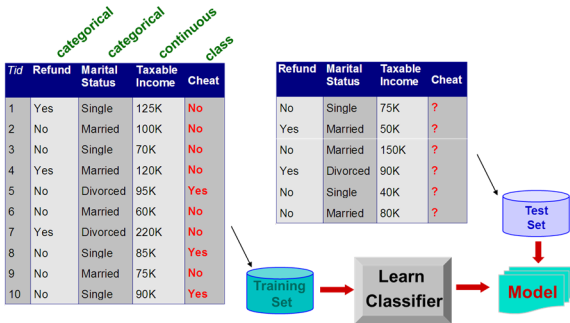 categorical
categorical
continuous
class
Tid Refund Marital Status Taxable Income Cheat
1 Yes Single 125K No
2 No Married 100K No
3 No Single 70K No
4 Yes Married 120K No
5 No Divorced 95K Yes
6 No Married 60K No
7 Yes Divorced 220K No
8 No Single 85K Yes
9 No Married 75K No
10 No Single 90K Yes
Refund Marital Status Taxable Income Cheat
No Single 75K ?
Yes Married 50K ?
No Married 150K ?
Yes Divorced 90K ?
No Single 40K ?
No Married 80K ?
Test
Set
Training
Set
Learn
Classifier
Model